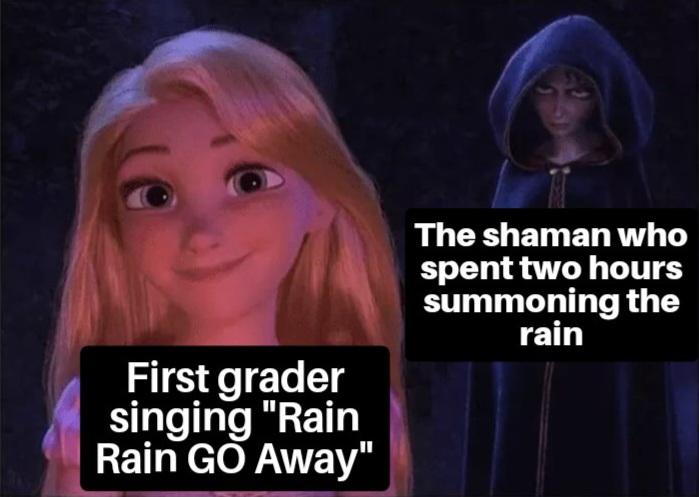 First grader
singing "Rain
Rain GO Away"
The shaman who
spent two hours
summoning the
rain